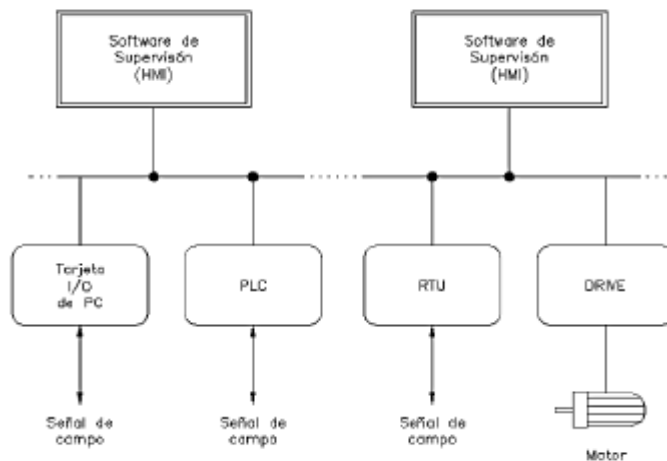 Software de
Supervisón
(HMI)
Software de
Supervisón
(HMI)
Tarjeta
I/O
de PC
PLC
RTU
DRIVE
Señal de
campo
Señal de
campo
Señal de
campo
Motor